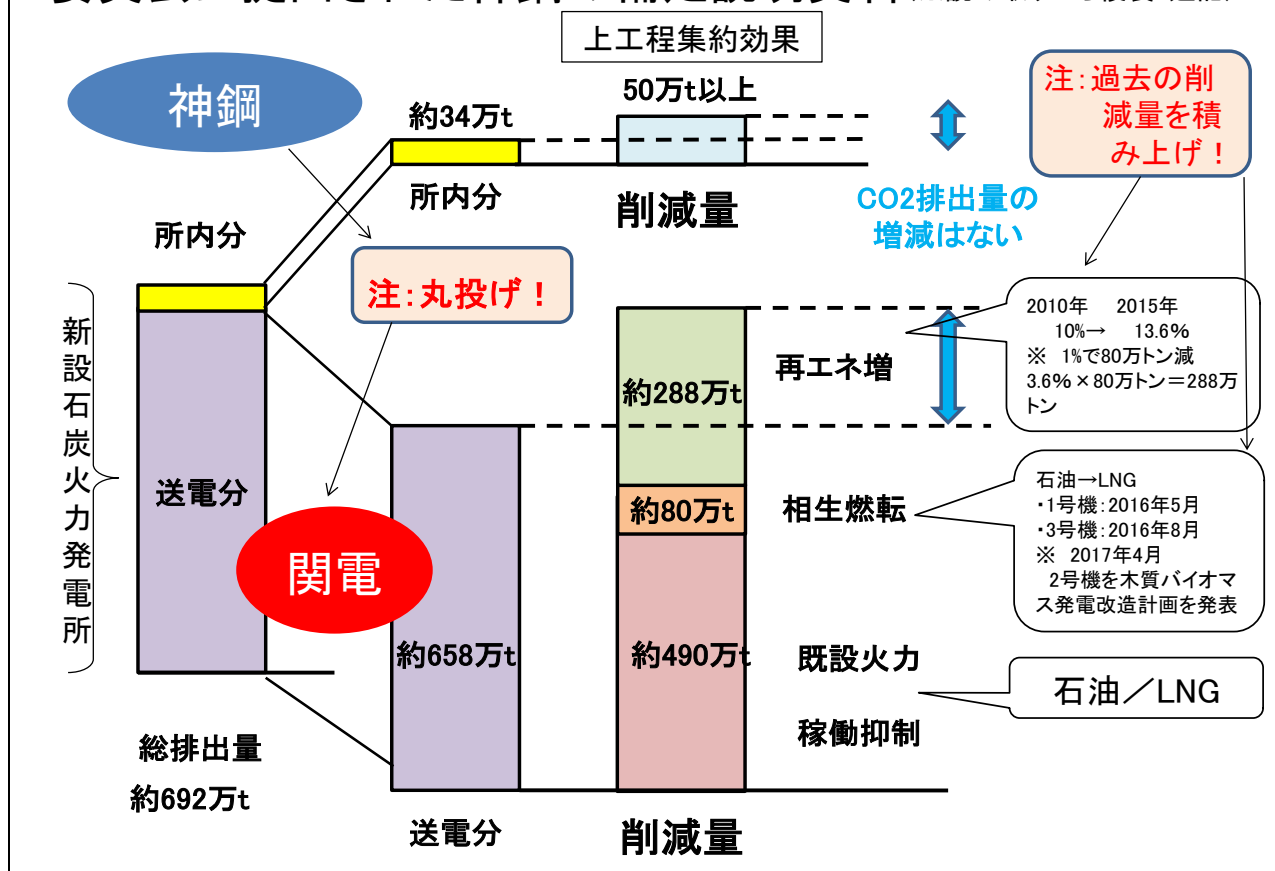 上工程集約効果
神鋼
約34万t
50万t以上
注：過去の削
減量を積
み上げ！
所内分
削減量
CO2排出量の
増減はない
所内分
注：丸投げ！
2010年 2015年
10%→ 13.6%
※ 1%で80万トン減
3.6%×80万トン＝288万
トン
再エネ増
約288万t
新設石炭火力発電所
送電分
約80万t
相生燃転
石油→LNG
・1号機：2016年5月
・3号機：2016年8月
※ 2017年4月
2号機を木質バイオマ
ス発電改造計画を発表
関電
約658万t
約490万t
既設火力
稼働抑制
石油／LNG
総排出量
約692万t
送電分
削減量